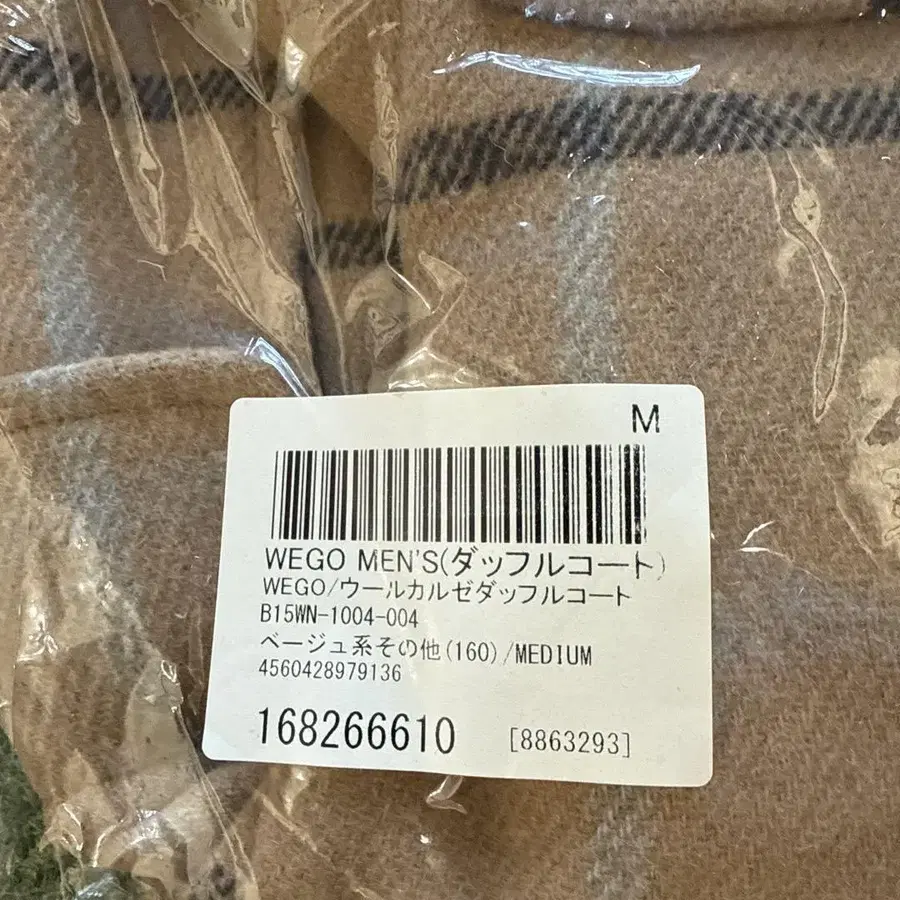 M
WEGO MEN'S(ダッフルコート)
WEGO/ウールカルゼダッフルコート
B15WN-1004-004
ベージュ系その他(160)/MEDIUM
4560428979136
168266610 [8863293]